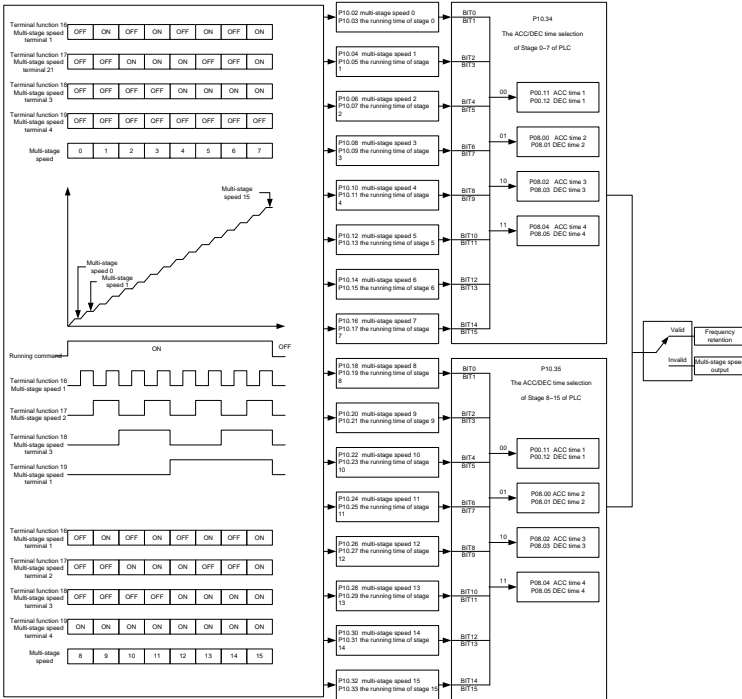 Terminal function 16
Multi-stage speed
terminal 1
OFF ON OFF ON OFF ON OFF ON
Terminal function 17
Multi-stage speed
terminal 21
OFF OFF ON ON OFF OFF ON ON
Terminal function 18
Multi-stage speed
terminal 3
OFF OFF OFF OFF ON ON ON ON
Terminal function 19
Multi-stage speed
terminal 4
OFF OFF OFF OFF OFF OFF OFF OFF
Multi-stage
speed
0 1 2 3 4 5 6 7
Multi-stage
speed 15
Multi-stage
speed 0
Multi-stage
speed 1
Running command
ON
OFF
Terminal function 16
Multi-stage speed 1
Terminal function 17
Multi-stage speed 2
Terminal function 18
Multi-stage speed
terminal 3
Terminal function 19
Multi-stage speed
terminal 1
Terminal function 16
Multi-stage speed
terminal 1
OFF ON OFF ON OFF ON OFF ON
Terminal function 17
Multi-stage speed
terminal 2
OFF OFF ON ON OFF OFF ON ON
Terminal function 18
Multi-stage speed
terminal 3
OFF OFF OFF OFF ON ON ON ON
Terminal function 19
Multi-stage speed
terminal 4
ON ON ON ON ON ON ON ON
Multi-stage
speed
8 9 10 11 12 13 14 15
P10.02 multi-stage speed 0
P10.03 the running time of stage 0
BIT0
BIT1
P10.04 multi-stage speed 1
P10.05 the running time of stage
1
BIT2
BIT3
P10.06 multi-stage speed 2
P10.07 the running time of stage
2
BIT4
BIT5
P10.08 multi-stage speed 3
P10.09 the running time of stage
3
BIT6
BIT7
P10.10 multi-stage speed 4
P10.11 the running time of stage
4
BIT8
BIT9
P10.12 multi-stage speed 5
P10.13 the running time of stage 5
BIT10
BIT11
P10.14 multi-stage speed 6
P10.15 the running time of stage 6
BIT12
BIT13
P10.16 multi-stage speed 7
P10.17 the running time of stage
7
BIT14
BIT15
P10.34
The ACC/DEC time selection
of Stage 0–7 of PLC
00
P00.11 ACC time 1
P00.12 DEC time 1
01
P08.00 ACC time 2
P08.01 DEC time 2
10
P08.02 ACC time 3
P08.03 DEC time 3
11
P08.04 ACC time 4
P08.05 DEC time 4
P10.18 multi-stage speed 8
P10.19 the running time of stage
8
BIT0
BIT1
P10.20 multi-stage speed 9
P10.21 the running time of stage 9
BIT2
BIT3
P10.22 multi-stage speed 10
P10.23 the running time of stage
10
BIT4
BIT5
P10.24 multi-stage speed 11
P10.25 the running time of stage
11
BIT6
BIT7
P10.26 multi-stage speed 12
P10.27 the running time of stage
12
BIT8
BIT9
P10.28 multi-stage speed 13
P10.29 the running time of stage
13
BIT10
BIT11
P10.30 multi-stage speed 14
P10.31 the running time of stage
14
BIT12
BIT13
P10.32 multi-stage speed 15
P10.33 the running time of stage 15
BIT14
BIT15
P10.35
The ACC/DEC time selection
of Stage 8–15 of PLC
00
P00.11 ACC time 1
P00.12 DEC time 1
01
P08.00 ACC time 2
P08.01 DEC time 2
10
P08.02 ACC time 3
P08.03 DEC time 3
11
P08.04 ACC time 4
P08.05 DEC time 4
Valid
Frequency
retention
Invalid
Multi-stage speed
output